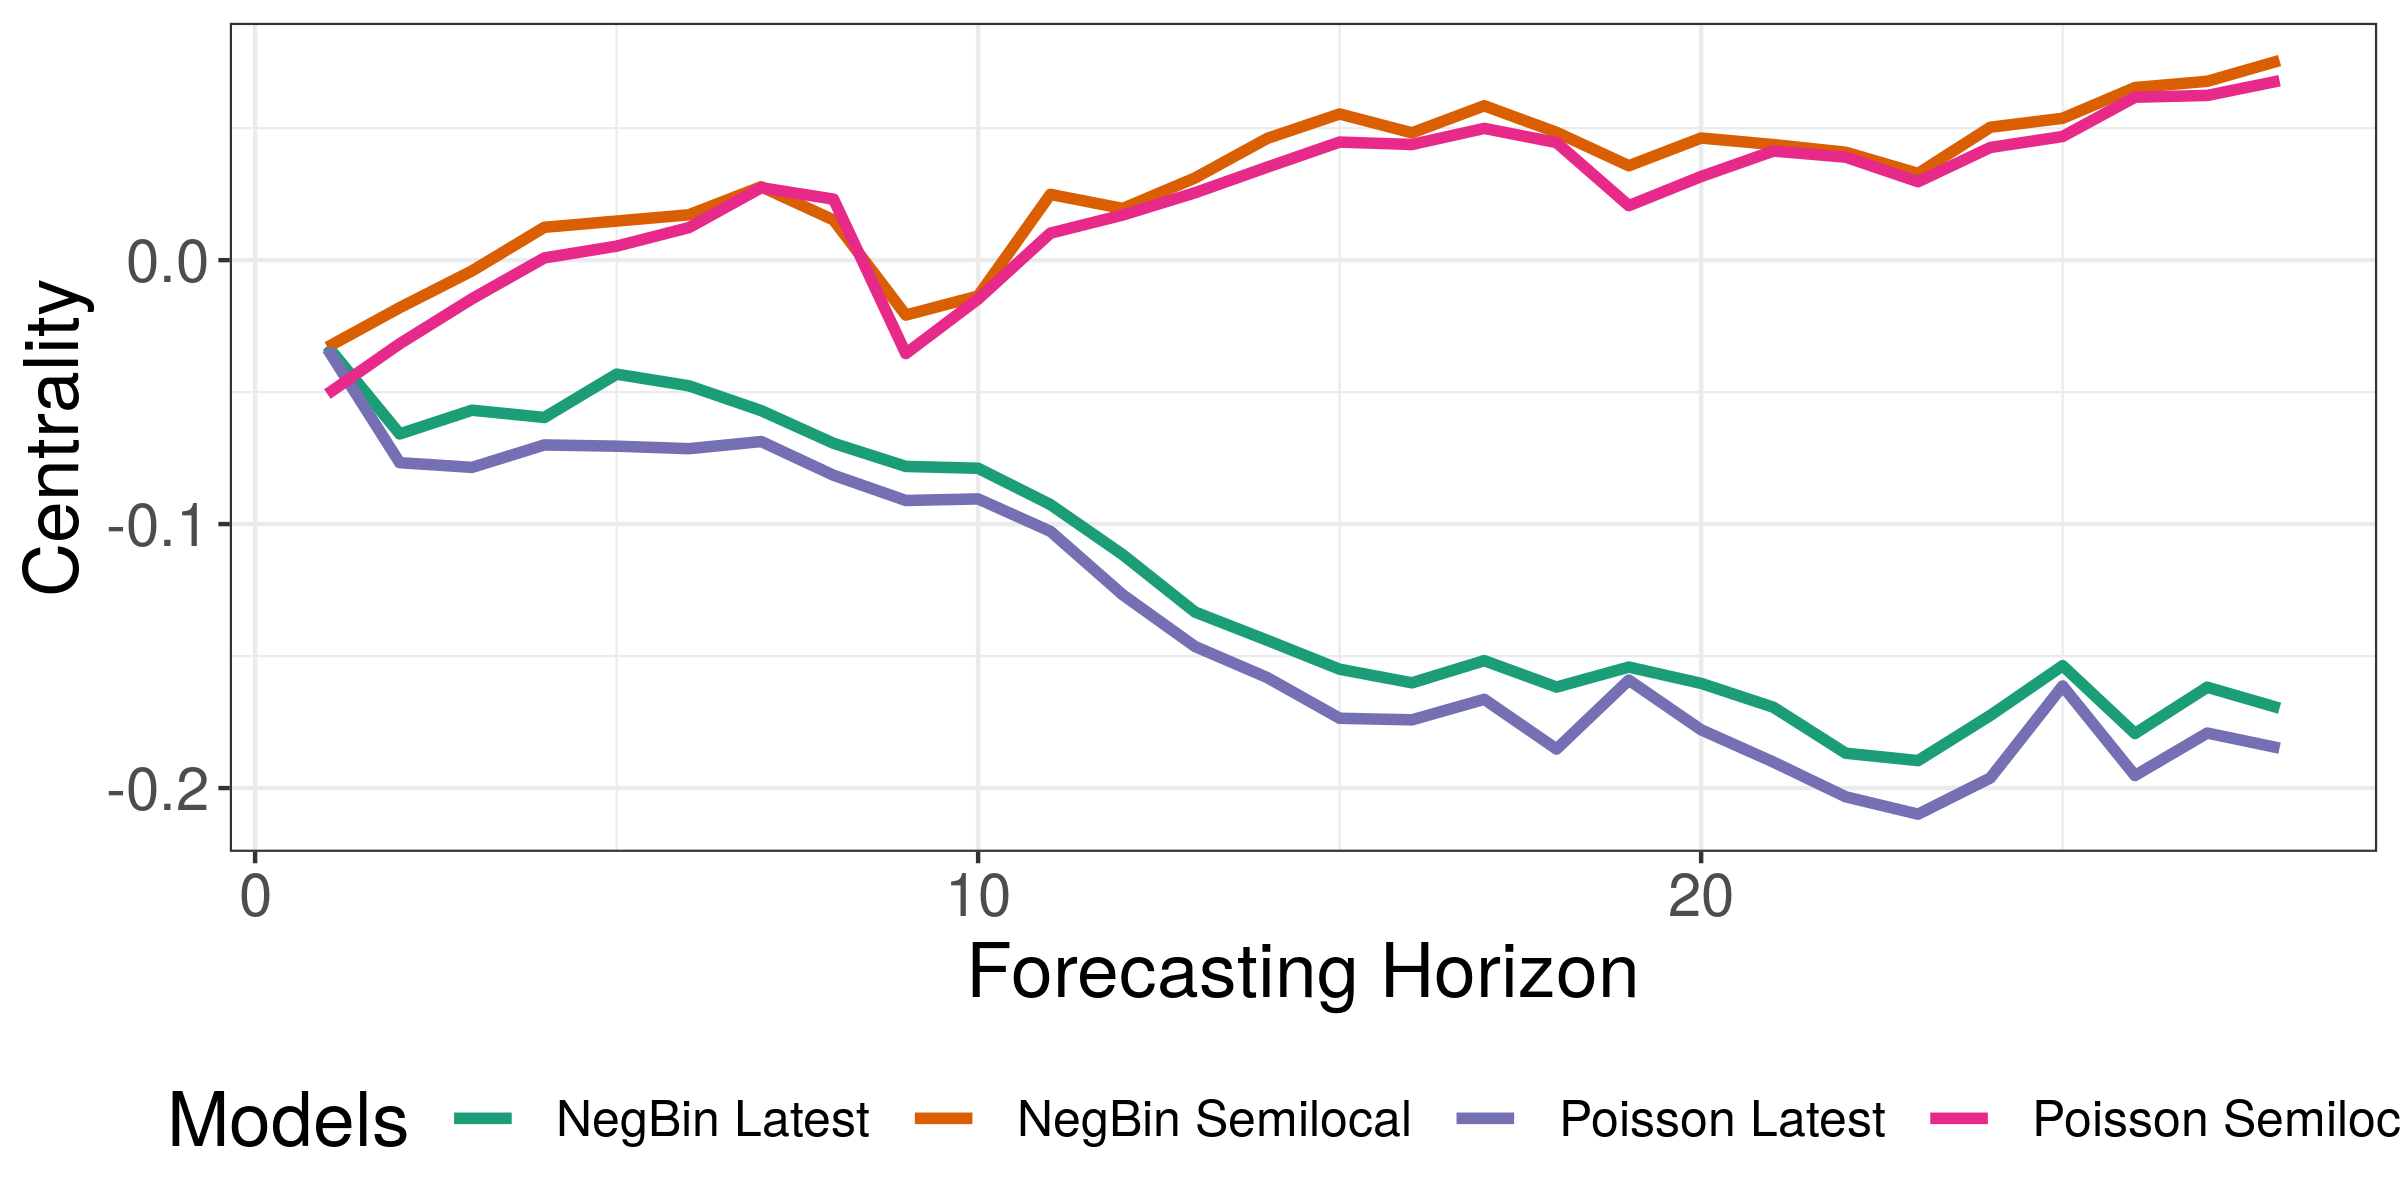 Centrality
0.0
-0.1
-0.2
0 10 20
Forecasting Horizon
Models NegBin Latest NegBin Semilocal Poisson Latest Poisson Semiloc